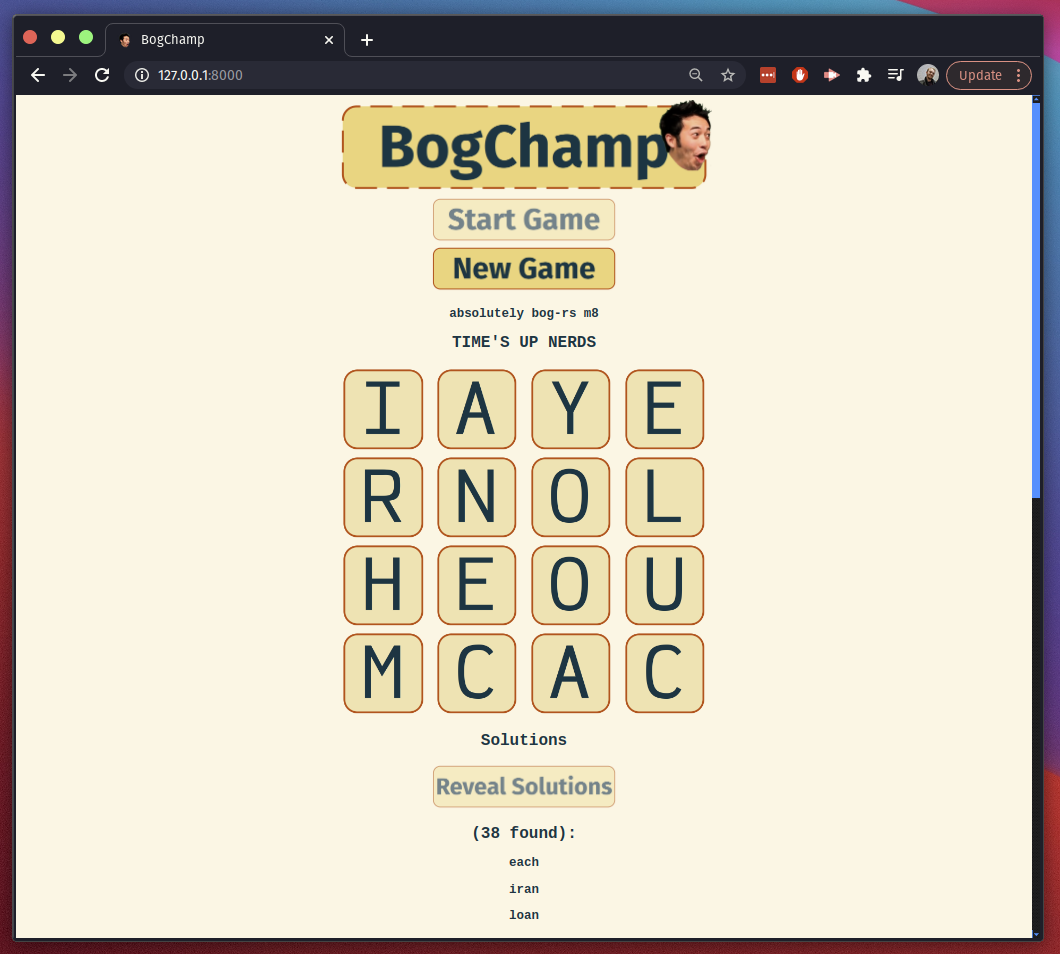 BogChamp
127.0.0.1:8000
Update
BogChamp
Start Game
New Game
absolutely bog-rs m8
TIME'S UP NERDS
I A Y E
R N O L
H E O U
M C A C
Solutions
Reveal Solutions
(38 found):
each
iran
loan